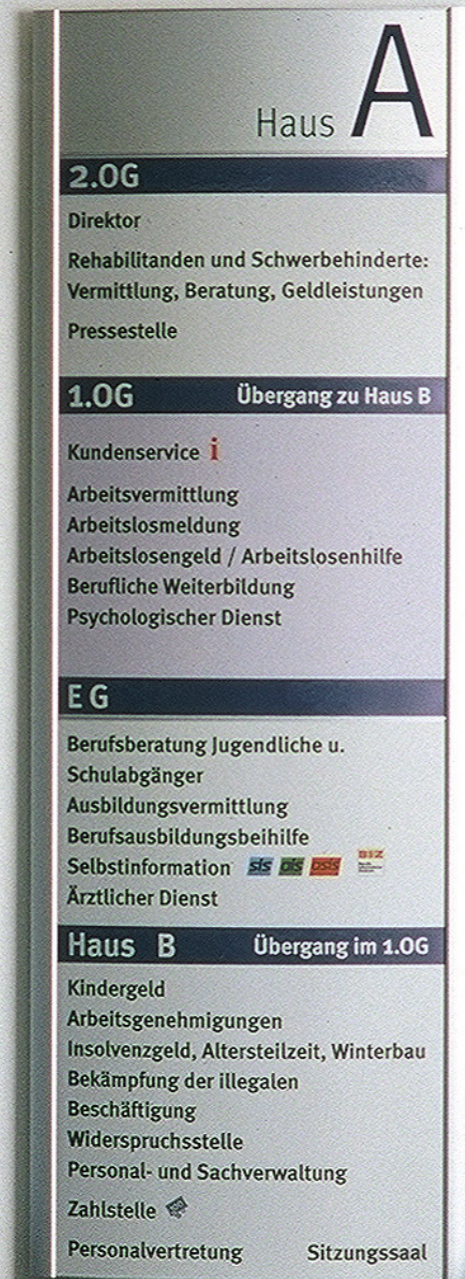 Haus A
2.OG
Direktor
Rehabilitanden und Schwerbehinderte:
Vermittlung, Beratung, Geldleistungen
Pressestelle
1.OG Übergang zu Haus B
Kundenservice i
Arbeitsvermittlung
Arbeitslosmeldung
Arbeitslosengeld / Arbeitslosenhilfe
Berufliche Weiterbildung
Psychologischer Dienst
EG
Berufsberatung Jugendliche u.
Schulabgänger
Ausbildungsvermittlung
Berufsausbildungsbeihilfe
Selbstinformation sis ais asis BIZ
Ärztlicher Dienst
Haus B Übergang im 1.OG
Kindergeld
Arbeitsgenehmigungen
Insolvenzgeld, Altersteilzeit, Winterbau
Bekämpfung der illegalen
Beschäftigung
Widerspruchsstelle
Personal- und Sachverwaltung
Zahlstelle
Personalvertretung Sitzungssaal